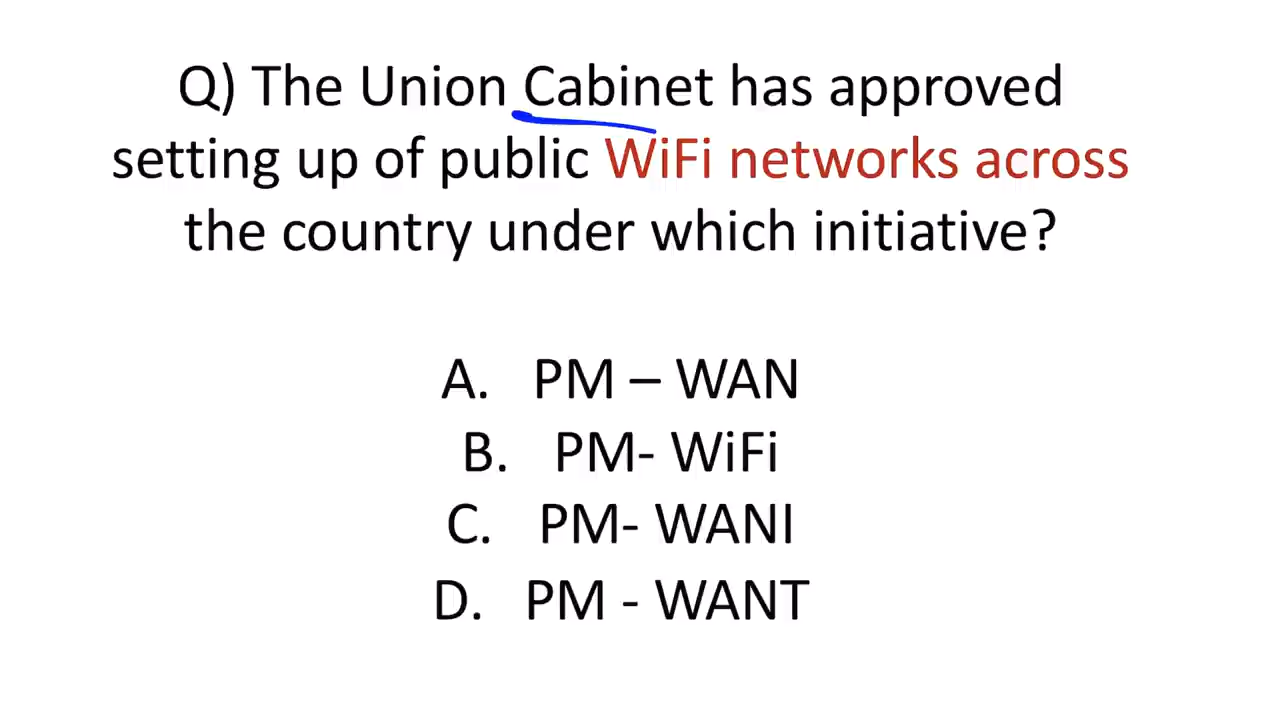 Q) The Union Cabinet has approved
setting up of public WiFi networks across
the country under which initiative?
A. PM – WAN
B. PM- WiFi
C. PM- WANI
D. PM - WANT